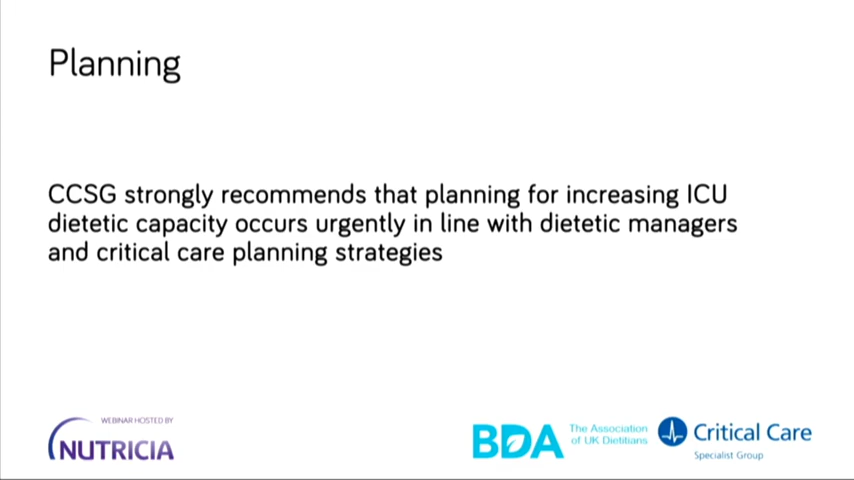 Planning
CCSG strongly recommends that planning for increasing ICU
dietetic capacity occurs urgently in line with dietetic managers
and critical care planning strategies
WEBINAR HOSTED BY
NUTRICIA
BDA
The Association
of UK Dietitians
Critical Care
Specialist Group